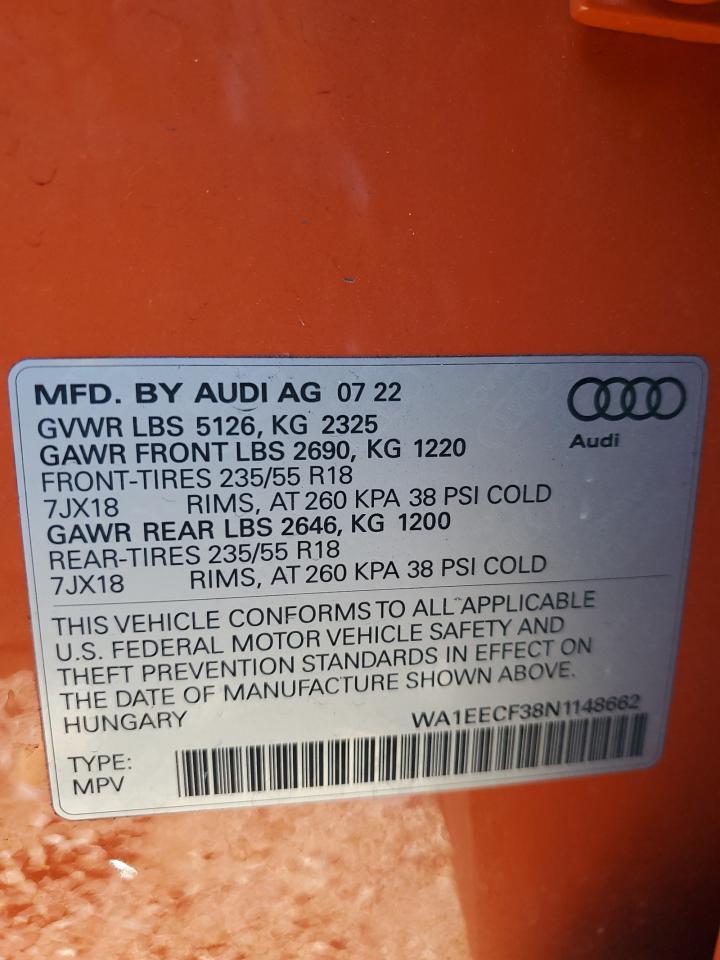 MFD. BY AUDI AG 07 22
Audi
GVWR LBS 5126, KG 2325
GAWR FRONT LBS 2690, KG 1220
FRONT-TIRES 235/55 R18
7JX18 RIMS, AT 260 KPA 38 PSI COLD
GAWR REAR LBS 2646, KG 1200
REAR-TIRES 235/55 R18
7JX18 RIMS, AT 260 KPA 38 PSI COLD
THIS VEHICLE CONFORMS TO ALL APPLICABLE
U.S. FEDERAL MOTOR VEHICLE SAFETY AND
THEFT PREVENTION STANDARDS IN EFFECT ON
THE DATE OF MANUFACTURE SHOWN ABOVE.
HUNGARY WA1EECF38N1148662
TYPE:
MPV